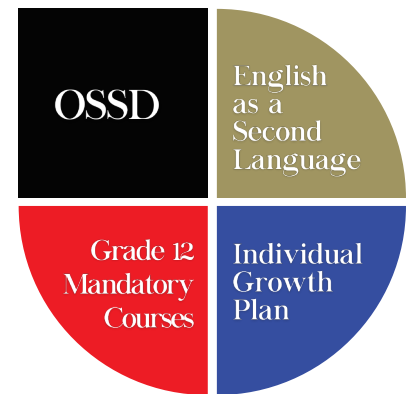 OSSD
English
as a
Second
Language
Grade 12
Mandatory
Courses
Individual
Growth
Plan